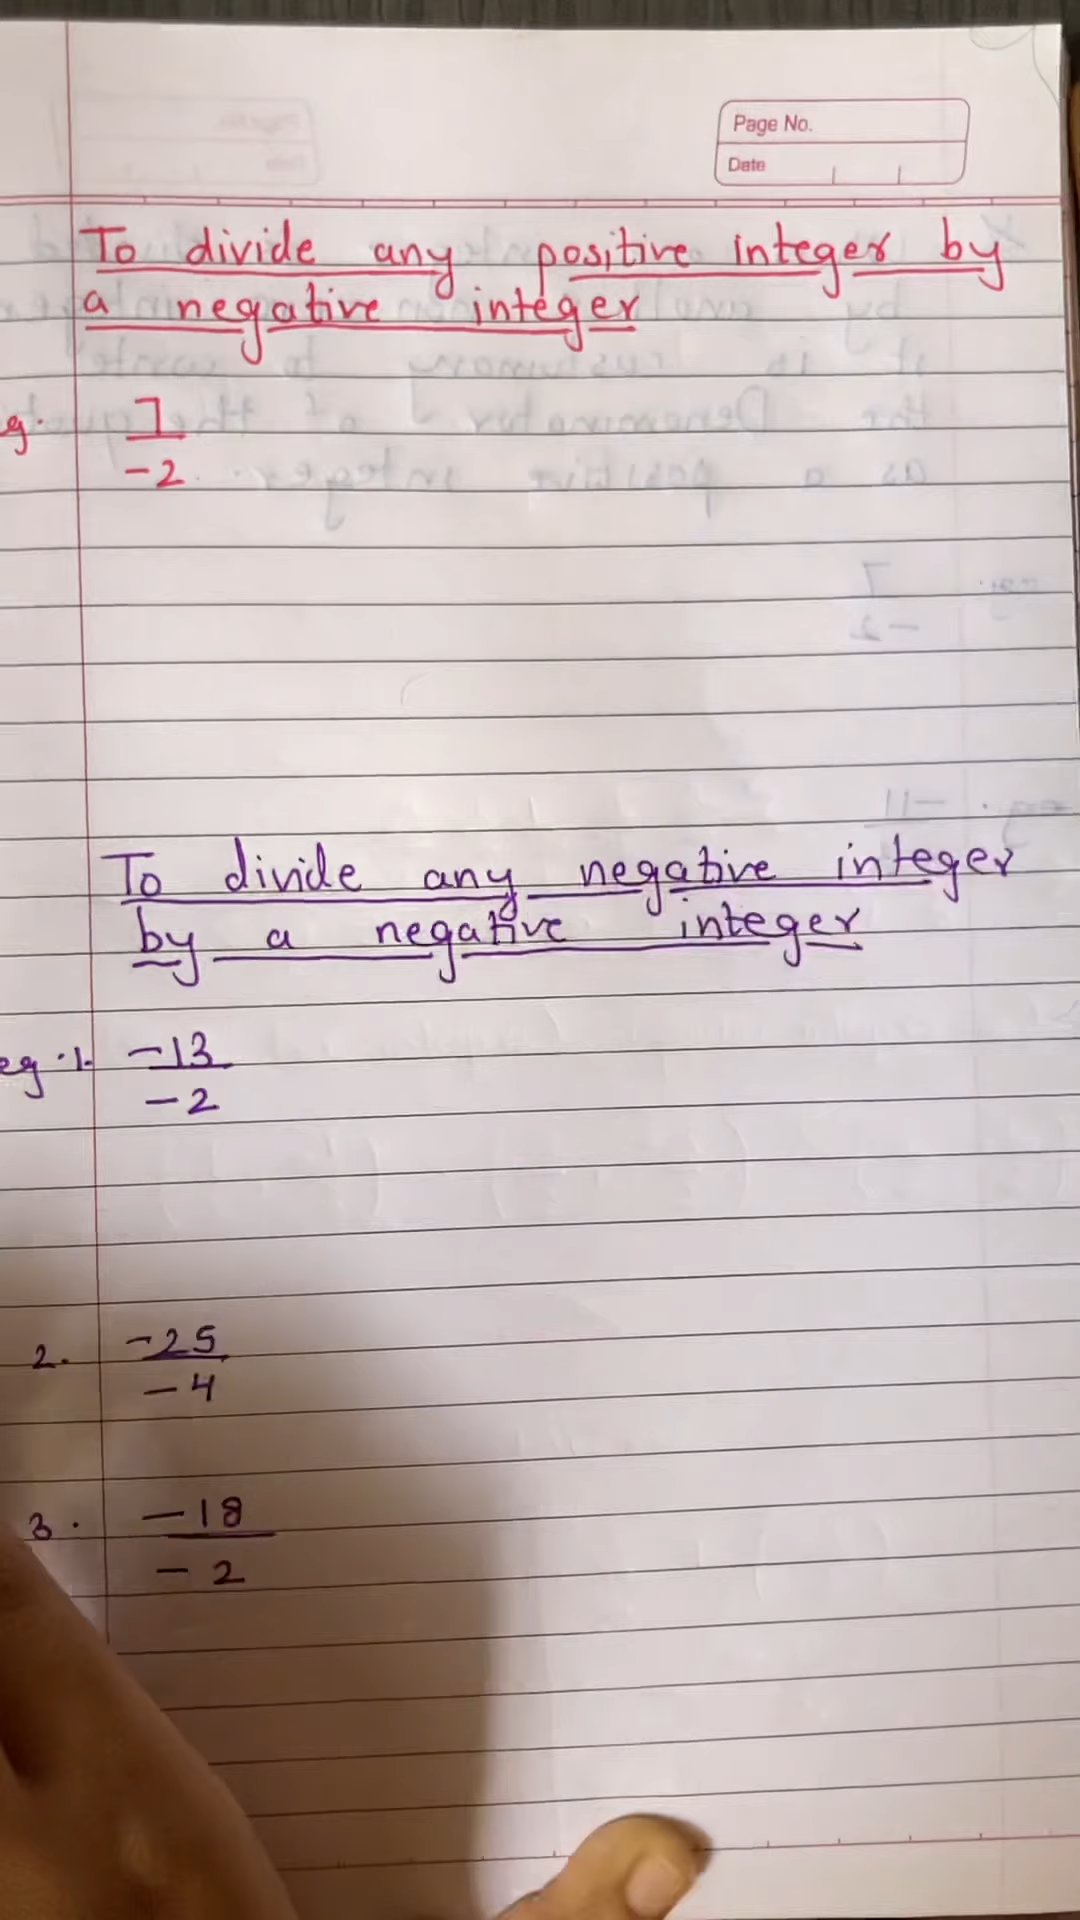 Page No.
Date
To divide any positive integer by
a negative integer
g. 7
-2
To divide any negative integer
by a negative integer
eg. 1. -13
-2
2. -25
-4
3. -18
-2